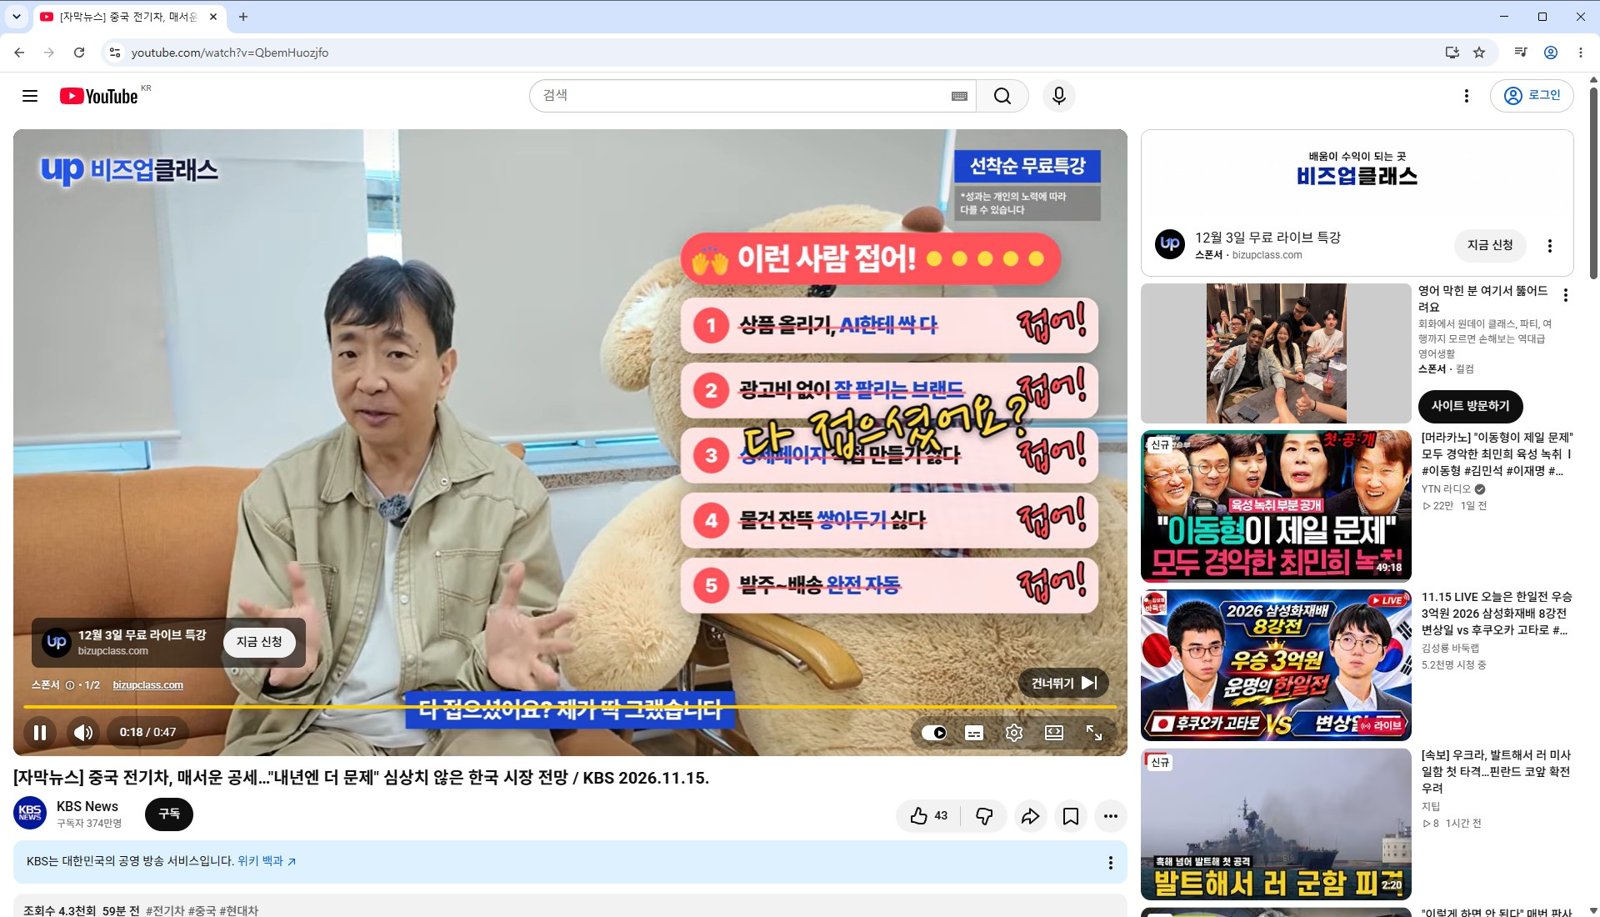 [자막뉴스] 중국 전기차, 매서운
youtube.com/watch?v=QbemHuozjfo
YouTube KR
검색
로그인
up 비즈업클래스
선착순 무료특강
*성과는 개인의 노력에 따라
다를 수 있습니다
이런 사람 접어!
1 상품 올리기, AI한테 싹 다 접어!
2 광고비 없이 잘 팔리는 브랜드 접어!
다 접으셨어요?
3 상세페이지 직접 만들기 싫다 접어!
4 물건 잔뜩 쌓아두기 싫다 접어!
5 발주~배송 완전 자동 접어!
up 12월 3일 무료 라이브 특강
bizupclass.com
지금 신청
스폰서 · 1/2 bizupclass.com
건너뛰기
다 접으셨어요? 제가 딱 그랬습니다
0:18 / 0:47
[자막뉴스] 중국 전기차, 매서운 공세..."내년엔 더 문제" 심상치 않은 한국 시장 전망 / KBS 2026.11.15.
KBS NEWS
KBS News
구독자 374만명
구독
43
KBS는 대한민국의 공영 방송 서비스입니다. 위키 백과
조회수 4.3천회 59분 전 #전기차 #중국 #현대차
배움이 수익이 되는 곳
비즈업클래스
up 12월 3일 무료 라이브 특강
스폰서 · bizupclass.com
지금 신청
영어 막힌 분 여기서 뚫어드
려요
회화에서 원데이 클래스, 파티, 여
행까지 모르면 손해보는 역대급
영어생활
스폰서 · 컬컴
사이트 방문하기
신규
첫·공·개
육성 녹취 부분 공개
"이동형이 제일 문제"
모두 경악한 최민희 녹취!
49:18
[머라카노] "이동형이 제일 문제"
모두 경악한 최민희 육성 녹취ㅣ
#이동형 #김민석 #이재명 #...
YTN 라디오
22만 1일 전
LIVE
2026 삼성화재배
8강전
우승 3억원
운명의 한일전
후쿠오카 고타로 VS 변상일
라이브
11.15 LIVE 오늘은 한일전 우승
3억원 2026 삼성화재배 8강전
변상일 vs 후쿠오카 고타로 #...
김성룡 바둑랩
5.2천명 시청 중
신규
흑해 넘어 발트해 첫 공격
발트해서 러 군함 피격
2:20
[속보] 우크라, 발트해서 러 미사
일함 첫 타격...핀란드 코앞 확전
우려
지팁
8 1시간 전
"이렇게 하면 안 된다" 매번 판사